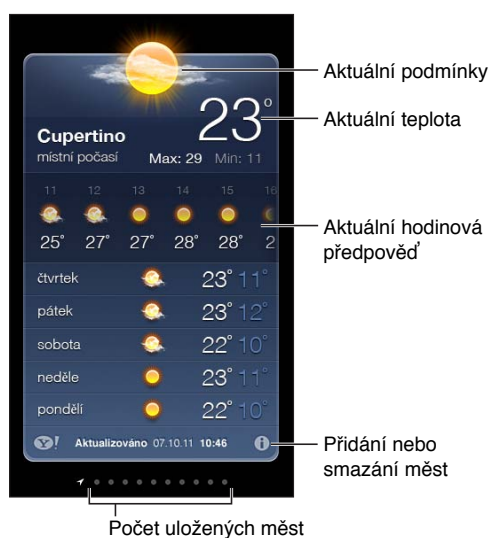 Aktuální podmínky
23°
Aktuální teplota
Cupertino
místní počasí Max: 29 Min: 11
11 12 13 14 15 16
25° 27° 27° 28° 28° 2
Aktuální hodinová
předpověď
čtvrtek 23° 11°
pátek 23° 12°
sobota 22° 10°
neděle 23° 11°
pondělí 22° 10°
Y! Aktualizováno 07.10.11 10:46 i
Přidání nebo
smazání měst
Počet uložených měst